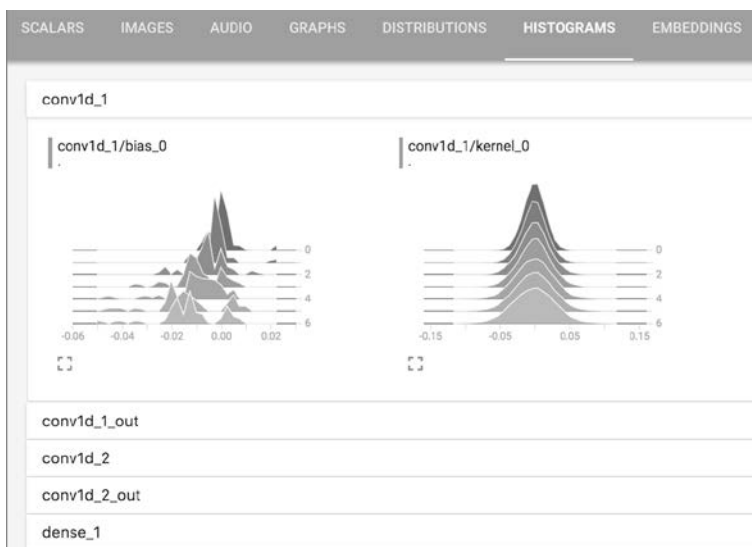 SCALARS IMAGES AUDIO GRAPHS DISTRIBUTIONS HISTOGRAMS EMBEDDINGS
conv1d_1
conv1d_1/bias_0 conv1d_1/kernel_0
. .
0 0
2 2
4 4
6 6
-0.06 -0.04 -0.02 0.00 0.02 -0.15 -0.05 0.05 0.15
conv1d_1_out
conv1d_2
conv1d_2_out
dense_1